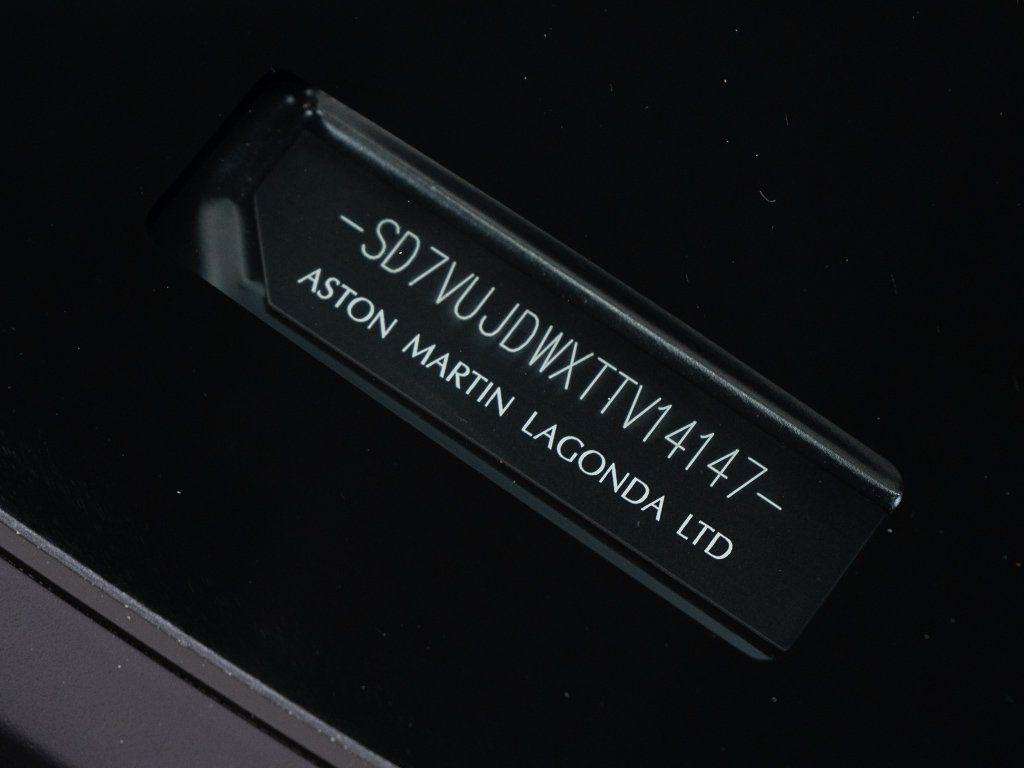 -SD7VUJDWXTTV14147-
ASTON MARTIN LAGONDA LTD